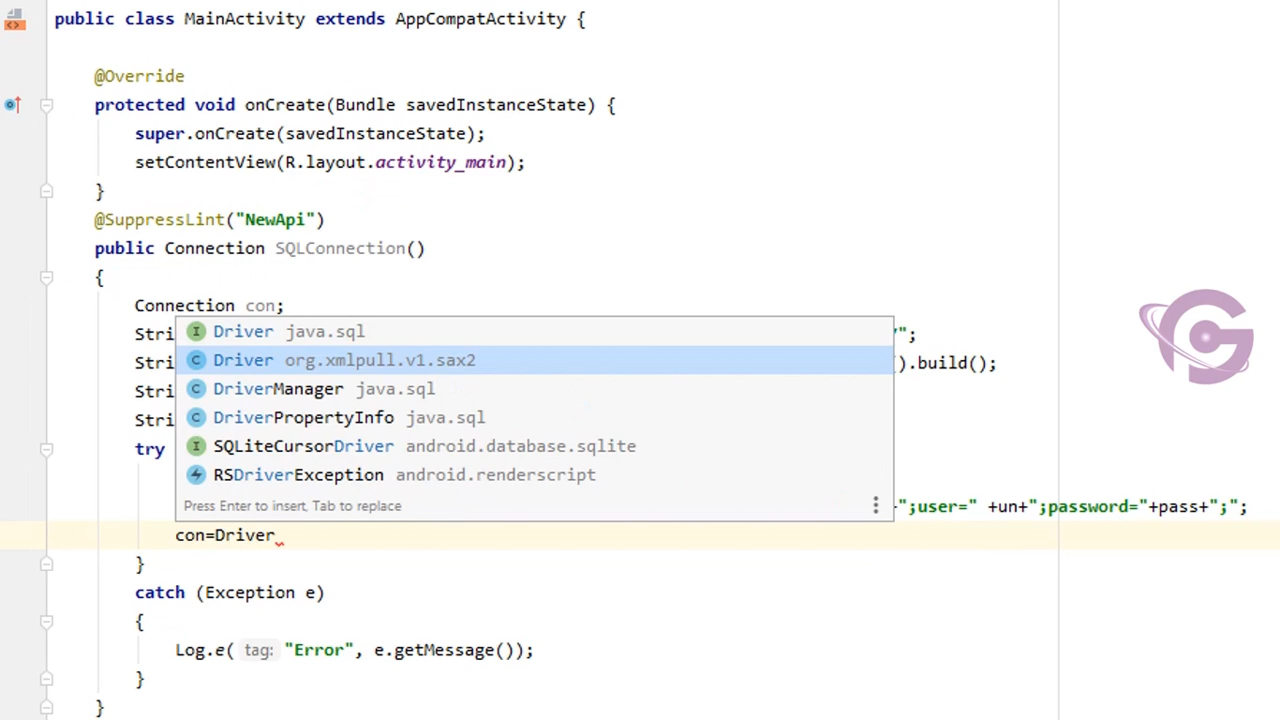 public class MainActivity extends AppCompatActivity {
@Override
protected void onCreate(Bundle savedInstanceState) {
super.onCreate(savedInstanceState);
setContentView(R.layout.activity_main);
}
@SuppressLint("NewApi")
public Connection SQLConnection()
{
Connection con;
Stri ";
Driver java.sql
Stri ().build();
Driver org.xmlpull.v1.sax2
Stri
DriverManager java.sql
Stri
DriverPropertyInfo java.sql
try
SQLiteCursorDriver android.database.sqlite
RSDriverException android.renderscript
Press Enter to insert, Tab to replace
+";user=" +un+";password="+pass+";";
con=Driver
}
catch (Exception e)
{
Log.e( tag: "Error", e.getMessage());
}
}